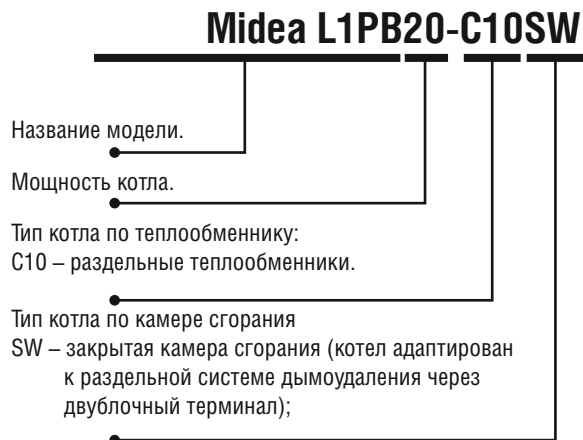 Midea L1PB20-C10SW
Название модели.
Мощность котла.
Тип котла по теплообменнику:
С10 – раздельные теплообменники.
Тип котла по камере сгорания
SW – закрытая камера сгорания (котел адаптирован
к раздельной системе дымоудаления через
двублочный терминал);